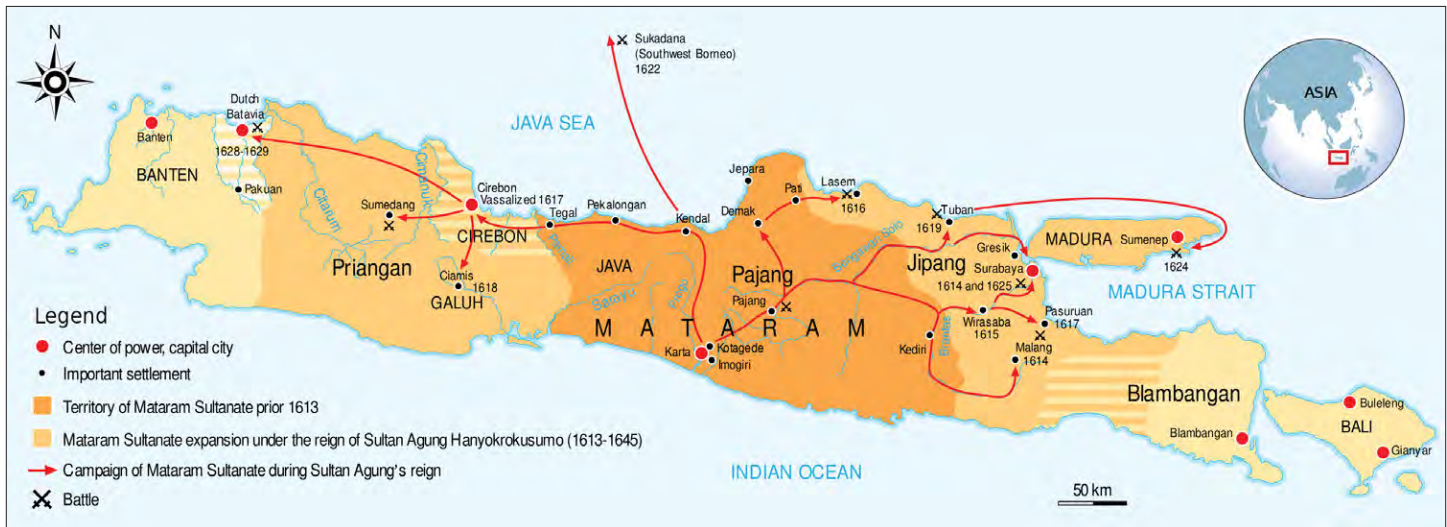 N
Sukadana
(Southwest Borneo)
1622
ASIA
Dutch
Batavia
1628-1629
JAVA SEA
Banten
BANTEN
Pakuan
Citarum
Cimanuk
Sumedang
Cirebon
Vassalized 1617
CIREBON
Priangan
Ciamis
1618
GALUH
Tegal
Pekalongan
Kendal
JAVA
Serayu
Progo
Jepara
Demak
Pati
Lasem
1616
Tuban
1619
Bengawan Solo
Pajang
Pajang
Jipang
Gresik
Surabaya
1614 and 1625
MADURA
Sumenep
1624
MADURA STRAIT
Wirasaba
1615
Pasuruan
1617
Malang
1614
Kediri
Brantas
MATARAM
Karta
Kotagede
Imogiri
Blambangan
Blambangan
Buleleng
BALI
Gianyar
INDIAN OCEAN
50 km
Legend
Center of power, capital city
Important settlement
Territory of Mataram Sultanate prior 1613
Mataram Sultanate expansion under the reign of Sultan Agung Hanyokrokusumo (1613-1645)
Campaign of Mataram Sultanate during Sultan Agung's reign
Battle